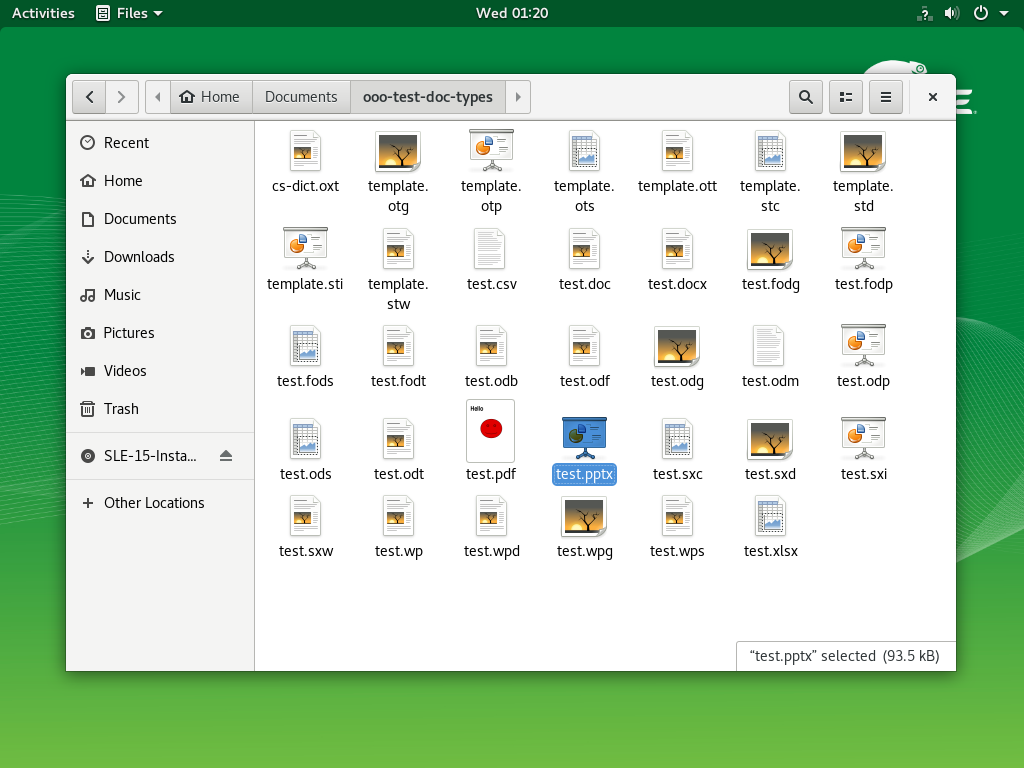 Activities Files Wed 01:20
Home Documents ooo-test-doc-types
Recent
Home
Documents
Downloads
Music
Pictures
Videos
Trash
SLE-15-Insta...
Other Locations
cs-dict.oxt template.otg template.otp template.ots template.ott template.stc template.std
template.sti template.stw test.csv test.doc test.docx test.fodg test.fodp
test.fods test.fodt test.odb test.odf test.odg test.odm test.odp
Hello
test.ods test.odt test.pdf test.pptx test.sxc test.sxd test.sxi
test.sxw test.wp test.wpd test.wpg test.wps test.xlsx
“test.pptx” selected (93.5 kB)